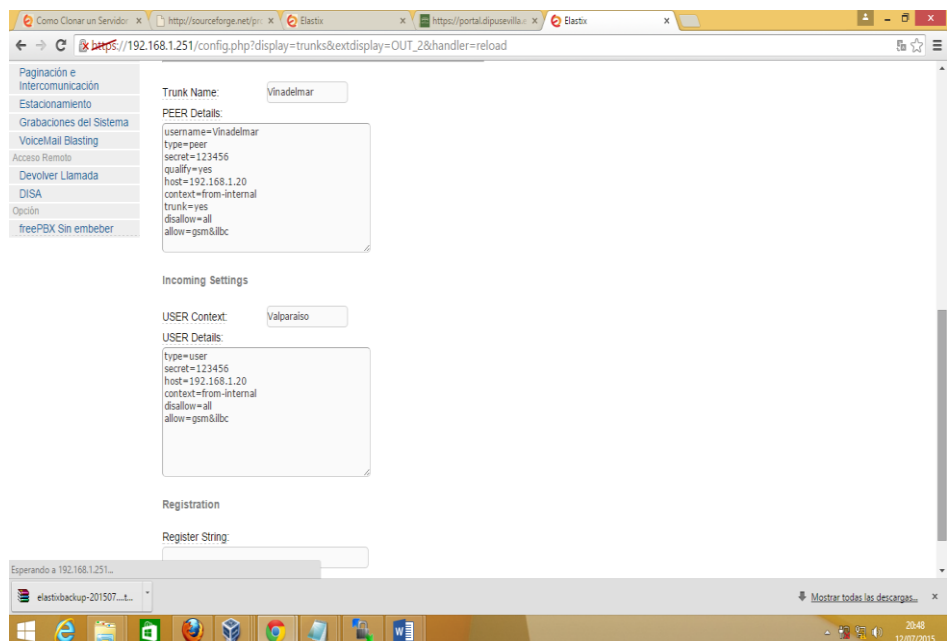 Como Clonar un Servidor
http://sourceforge.net/pr
Elastix
https://portal.dipusevilla.e
Elastix
https://192.168.1.251/config.php?display=trunks&extdisplay=OUT_2&handler=reload
Paginación e
Intercomunicación
Estacionamiento
Grabaciones del Sistema
VoiceMail Blasting
Acceso Remoto
Devolver Llamada
DISA
Opción
freePBX Sin embeber
Trunk Name:
Vinadelmar
PEER Details:
username=Vinadelmar
type=peer
secret=123456
qualify=yes
host=192.168.1.20
context=from-internal
trunk=yes
disallow=all
allow=gsm&ilbc
Incoming Settings
USER Context:
Valparaiso
USER Details:
type=user
secret=123456
host=192.168.1.20
context=from-internal
disallow=all
allow=gsm&ilbc
Registration
Register String:
Esperando a 192.168.1.251...
elastixbackup-201507....t...
Mostrar todas las descargas...
20:48
12/07/2015